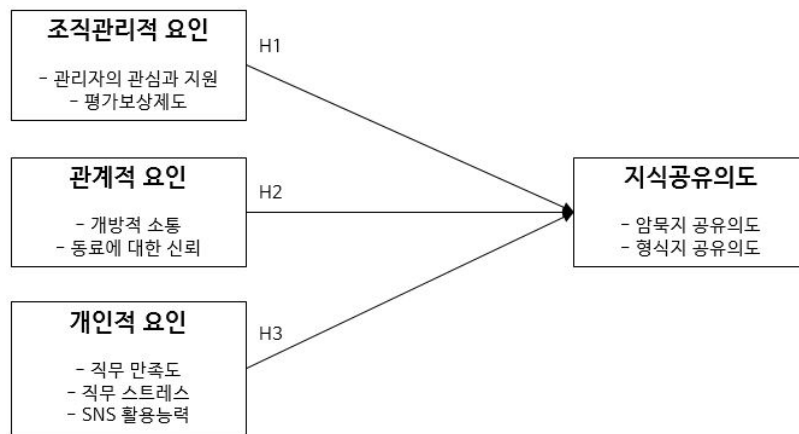 조직관리적 요인
- 관리자의 관심과 지원
- 평가보상제도
H1
관계적 요인
- 개방적 소통
- 동료에 대한 신뢰
H2
지식공유의도
- 암묵지 공유의도
- 형식지 공유의도
개인적 요인
- 직무 만족도
- 직무 스트레스
- SNS 활용능력
H3